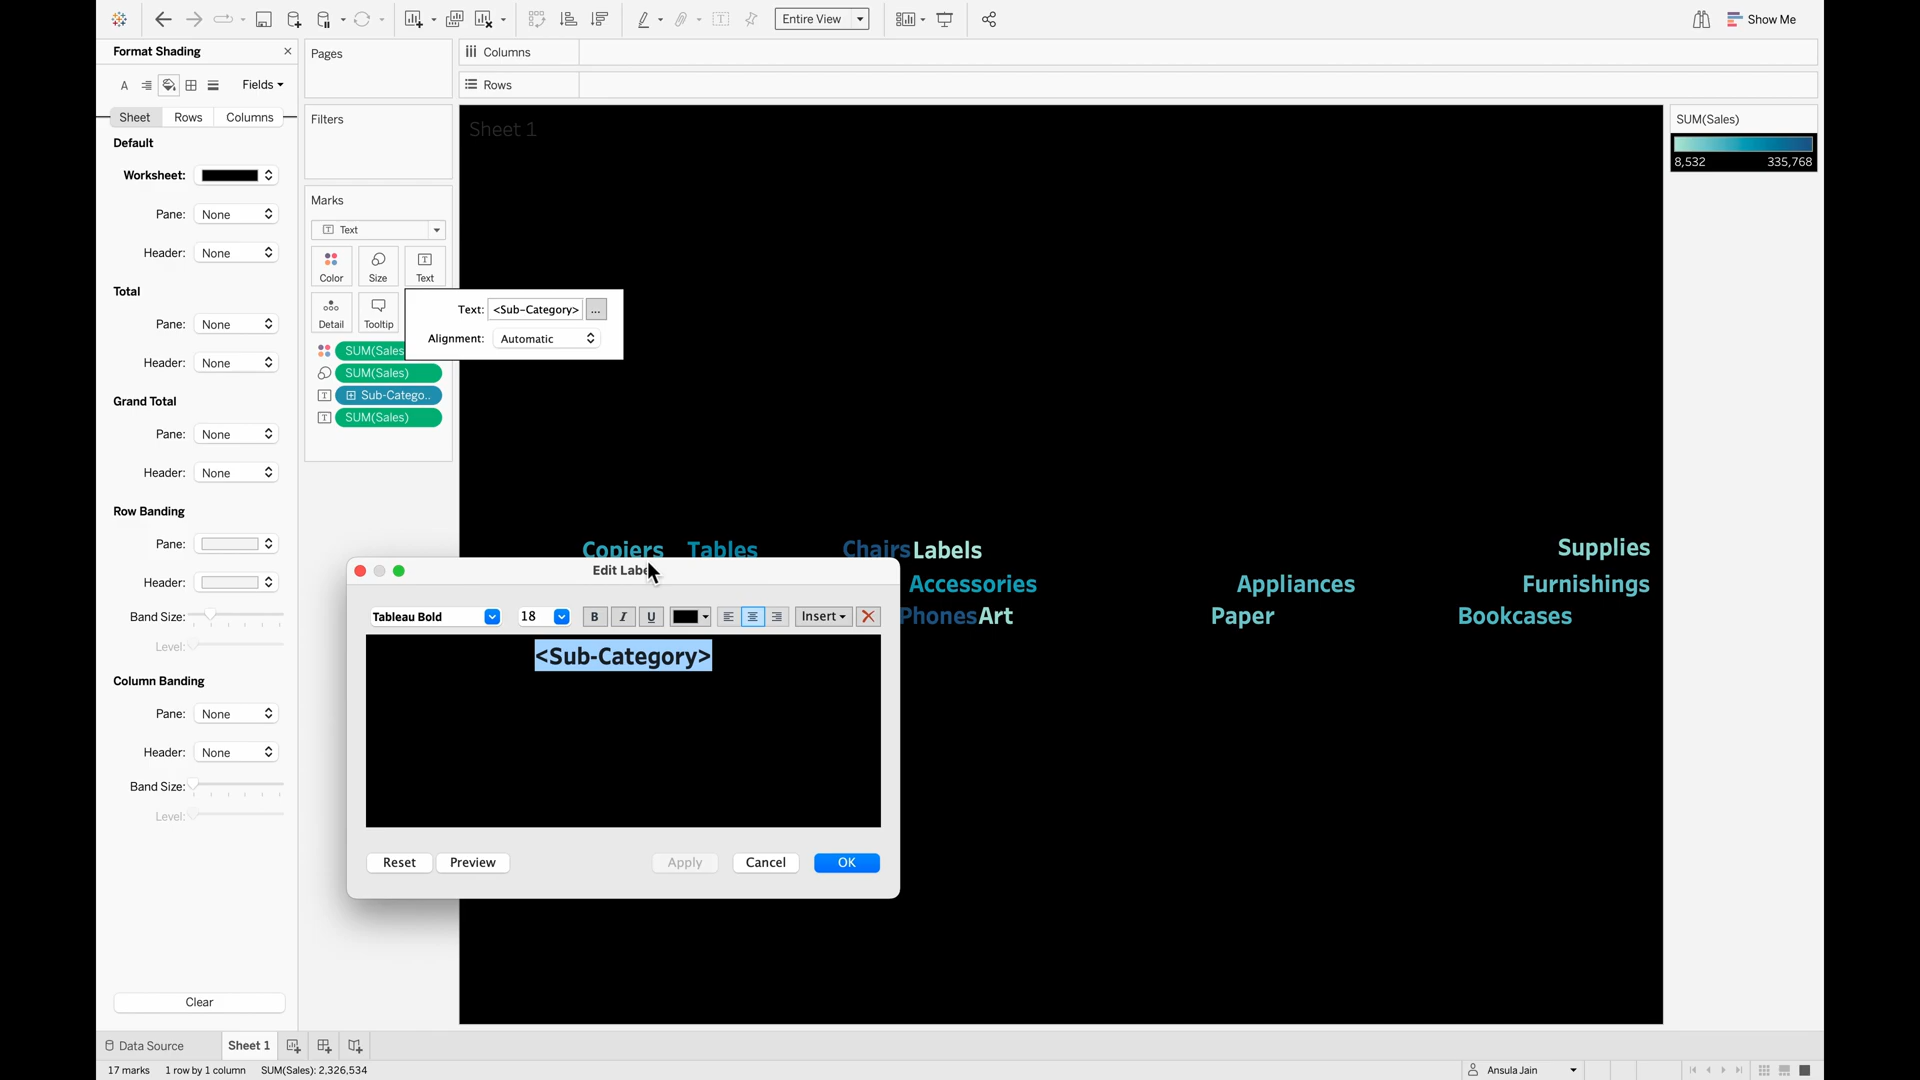 Entire View
Show Me
Format Shading
Fields
Sheet
Rows
Columns
Default
Worksheet:
Pane:
None
Header:
None
Total
Pane:
None
Header:
None
Grand Total
Pane:
None
Header:
None
Row Banding
Pane:
Header:
Band Size:
Level:
Column Banding
Pane:
None
Header:
None
Band Size:
Level:
Clear
Pages
Filters
Marks
Text
Color
Size
Text
Detail
Tooltip
SUM(Sales
SUM(Sales)
Sub-Catego..
SUM(Sales)
Text:
<Sub-Category>
...
Alignment:
Automatic
Columns
Rows
Sheet 1
Copiers
Tables
Chairs
Labels
Supplies
Accessories
Appliances
Furnishings
Phones
Art
Paper
Bookcases
Edit Labe
Tableau Bold
18
B
I
U
Insert
<Sub-Category>
Reset
Preview
Apply
Cancel
OK
SUM(Sales)
8,532
335,768
Data Source
Sheet 1
17 marks
1 row by 1 column
SUM(Sales): 2,326,534
Ansula Jain